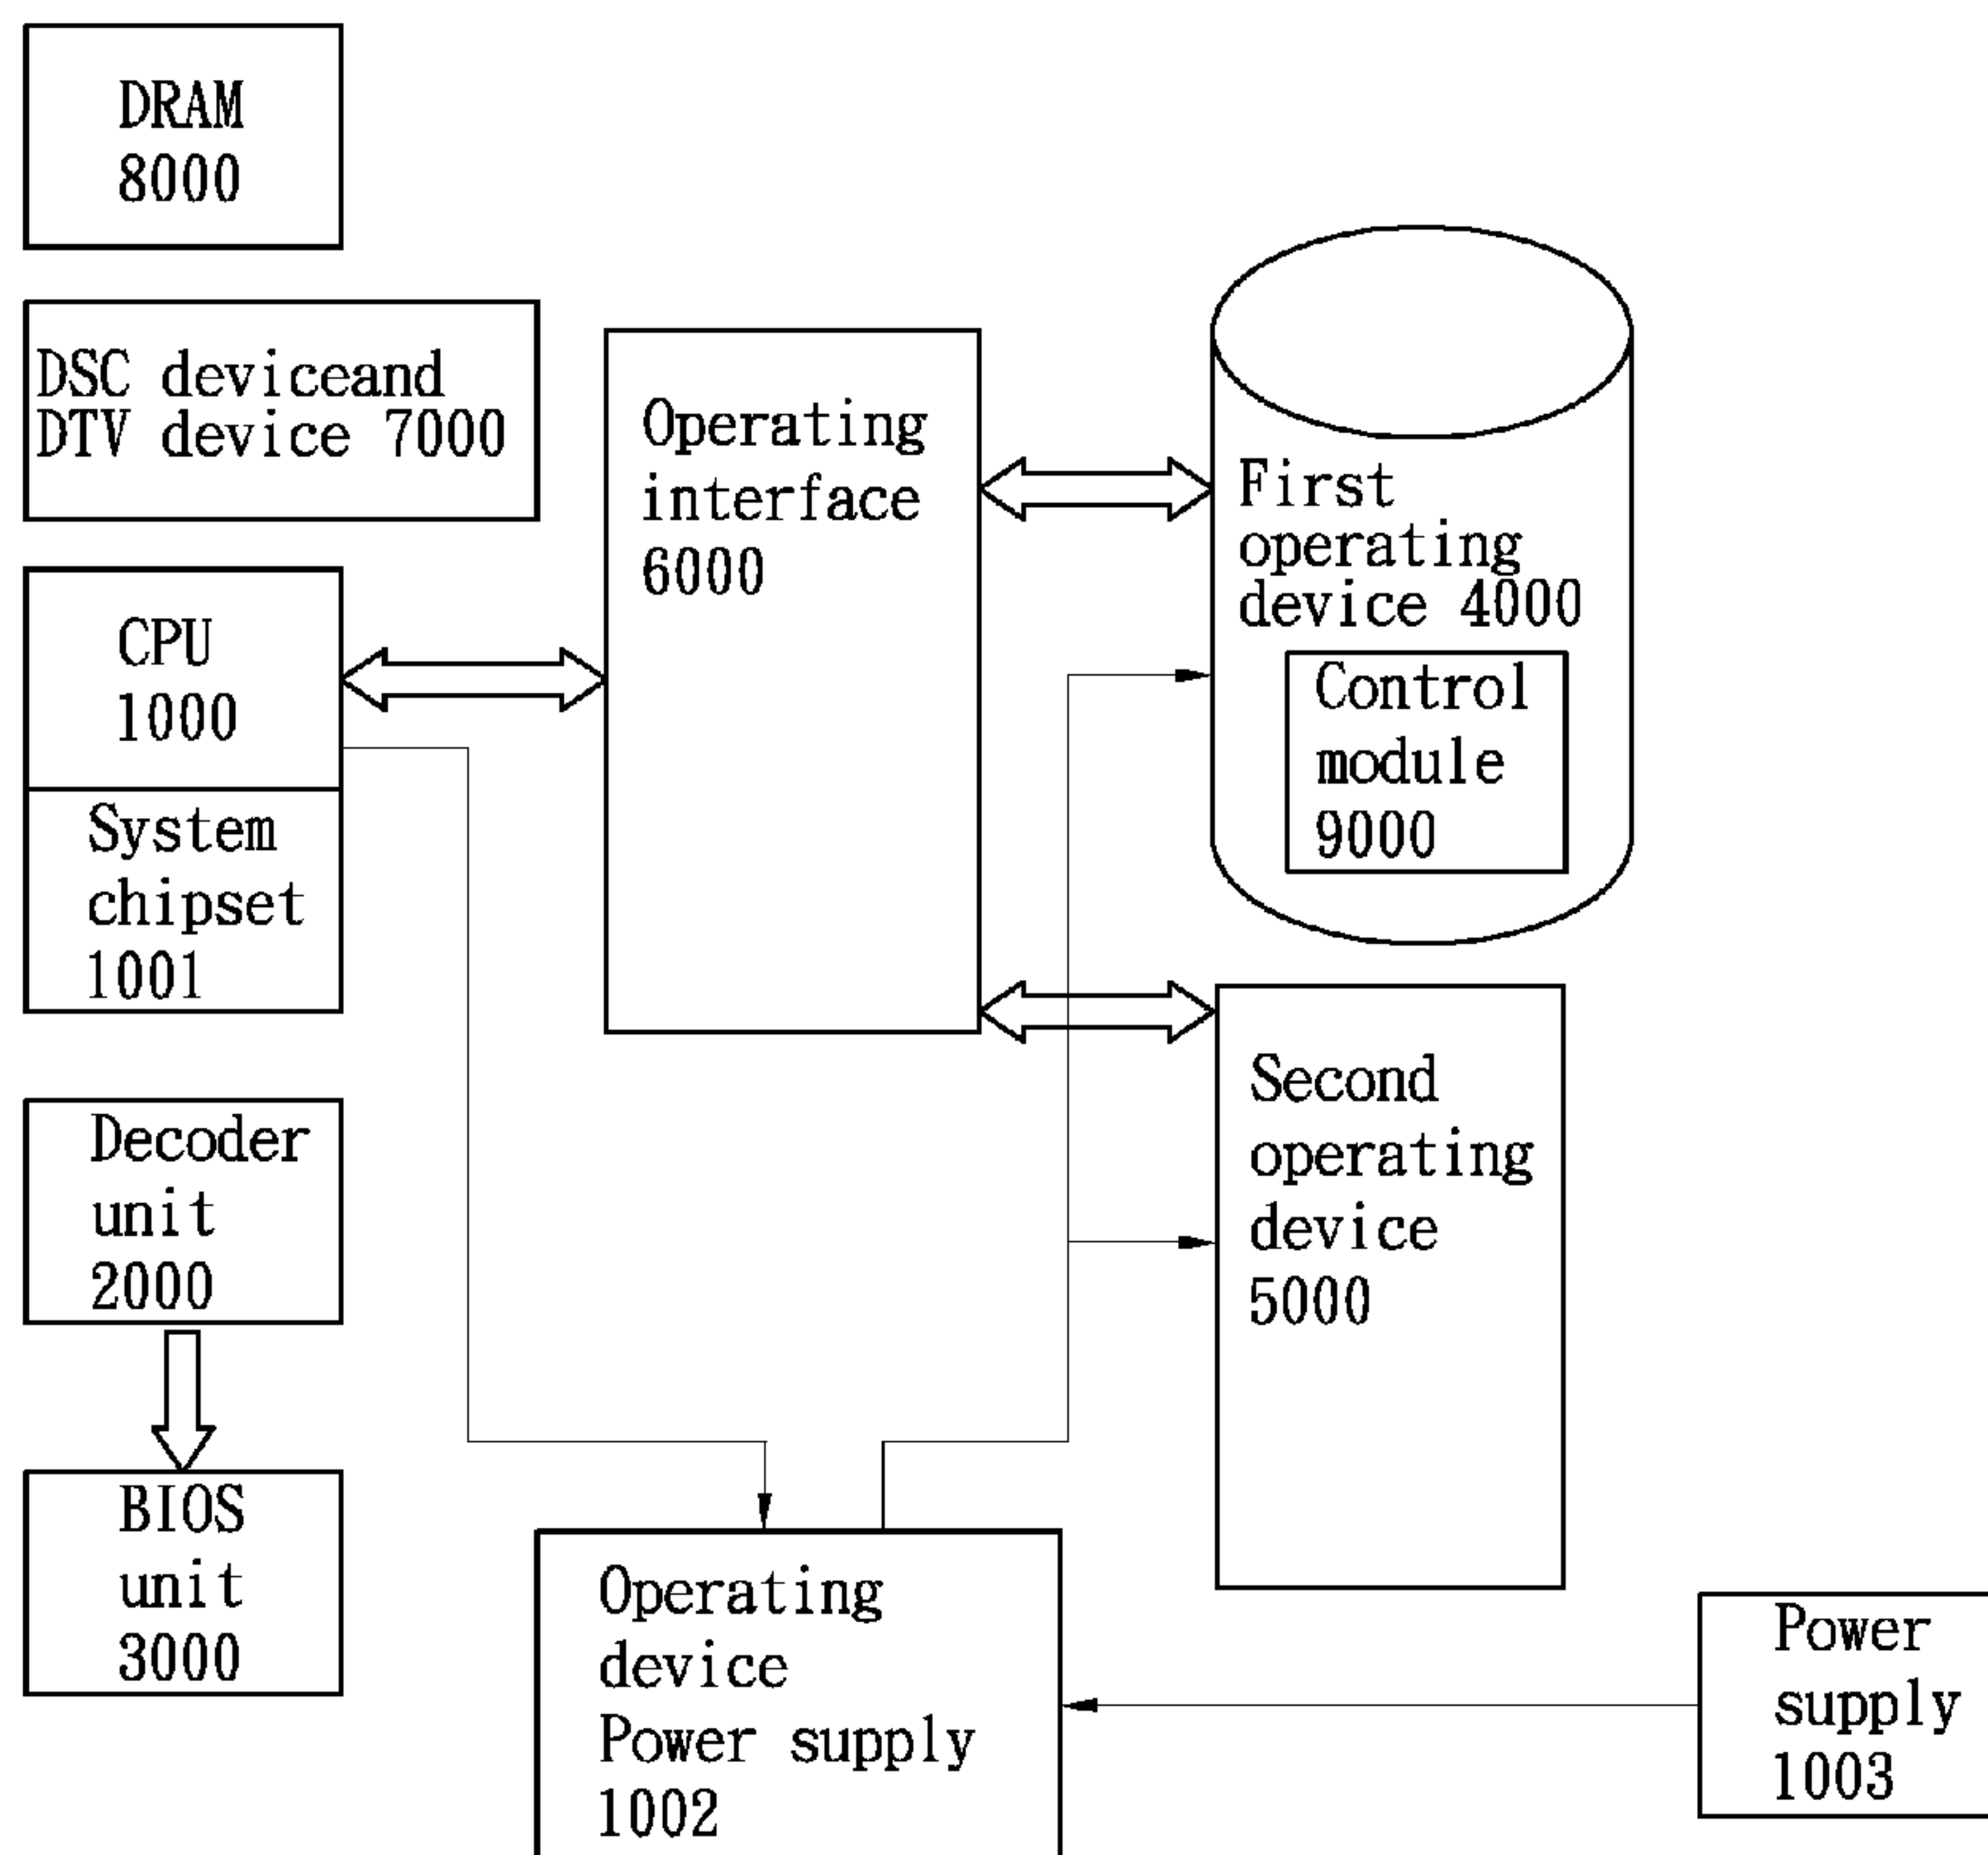 DRAM
8000
DSC deviceand
DTV device 7000
CPU
1000
System
chipset
1001
Decoder
unit
2000
BIOS
unit
3000
Operating
interface
6000
First
operating
device 4000
Control
module
9000
Second
operating
device
5000
Operating
device
Power supply
1002
Power
supply
1003